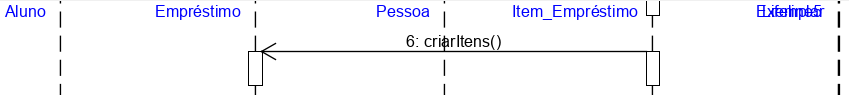 Aluno
Empréstimo
Pessoa
Item_Empréstimo
6: criarItens()